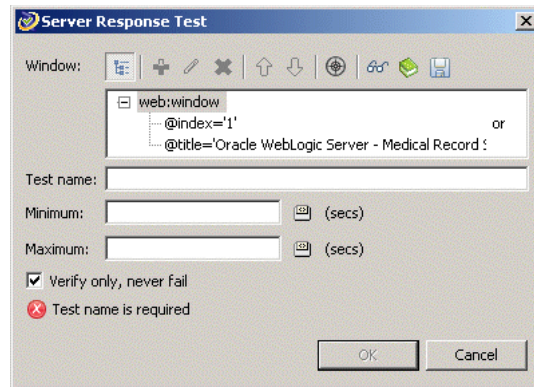 Server Response Test
Window:
web:window
@index='1' or
@title='Oracle WebLogic Server - Medical Record
Test name:
Minimum: (secs)
Maximum: (secs)
Verify only, never fail
Test name is required
OK Cancel